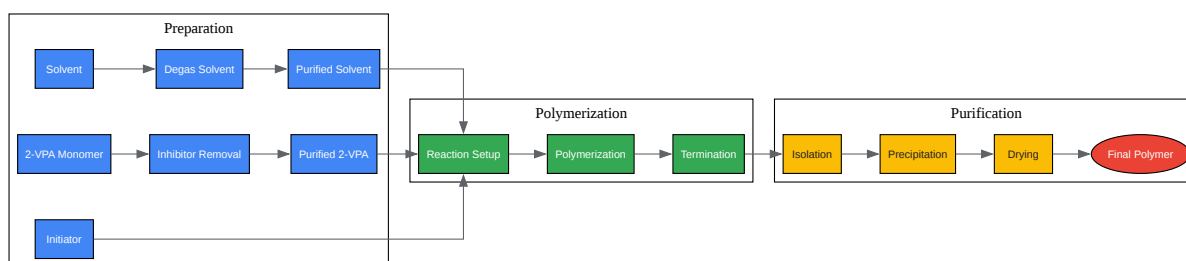 Preparation
Solvent
Degas Solvent
Purified Solvent
2-VPA Monomer
Inhibitor Removal
Purified 2-VPA
Initiator
Polymerization
Reaction Setup
Polymerization
Termination
Purification
Isolation
Precipitation
Drying
Final Polymer